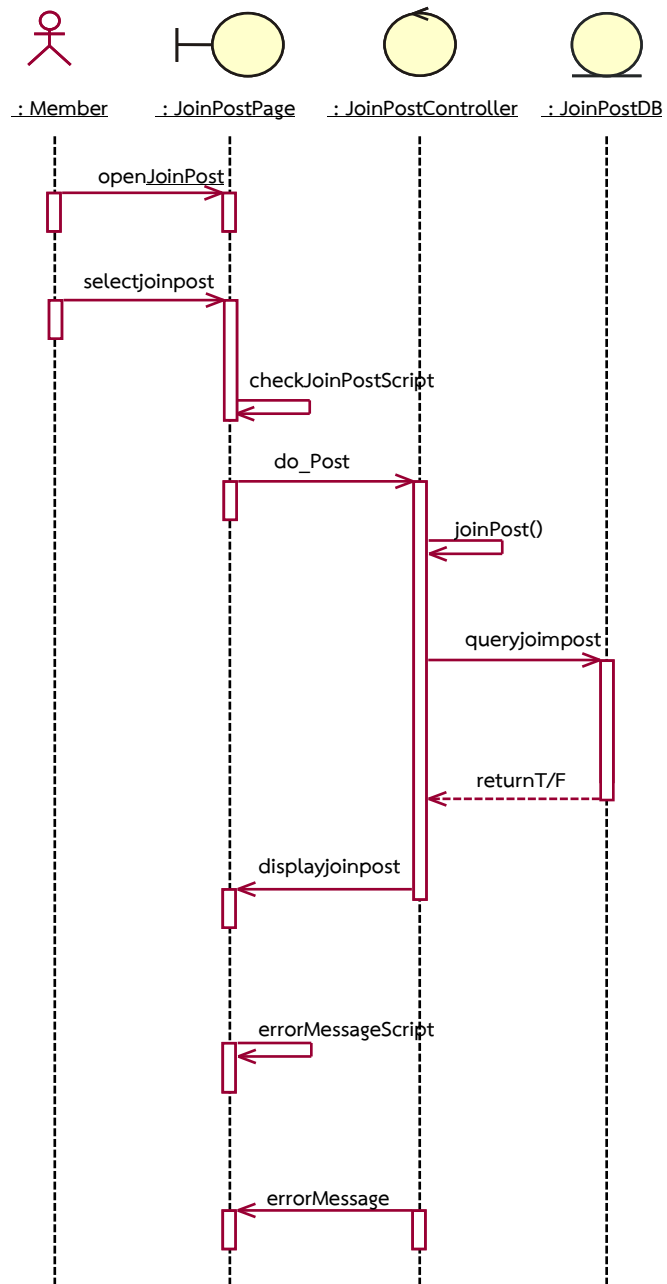 : Member
: JoinPostPage
: JoinPostController
: JoinPostDB
openJoinPost
selectjoinpost
checkJoinPostScript
do_Post
joinPost()
queryjoimpost
returnT/F
displayjoinpost
errorMessageScript
errorMessage